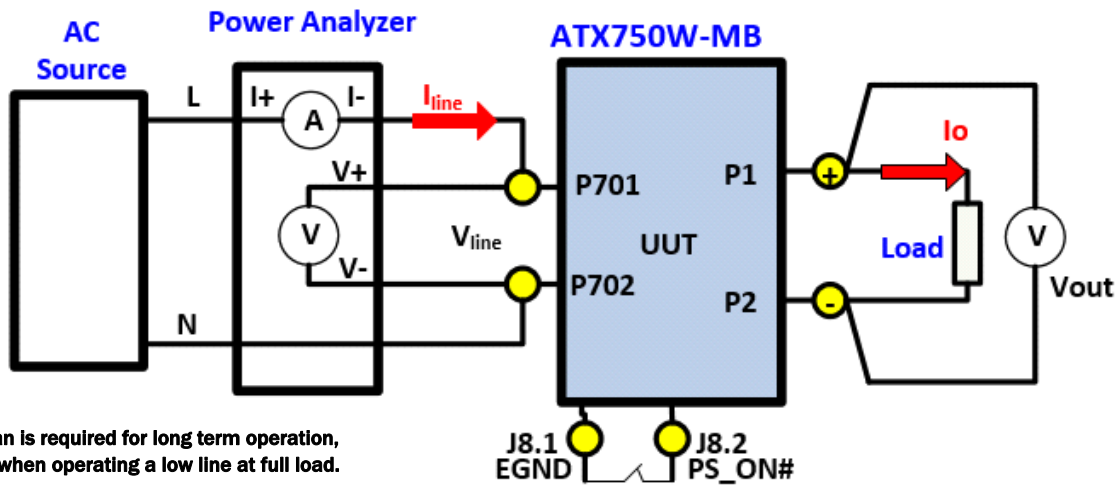 AC
Source
Power Analyzer
ATX750W-MB
L
I+
A
I-
Iline
V+
V
V-
Vline
N
P701
P702
UUT
P1
P2
+
-
Io
Load
V
Vout
J8.1
EGND
J8.2
PS_ON#
is required for long term operation,
when operating a low line at full load.